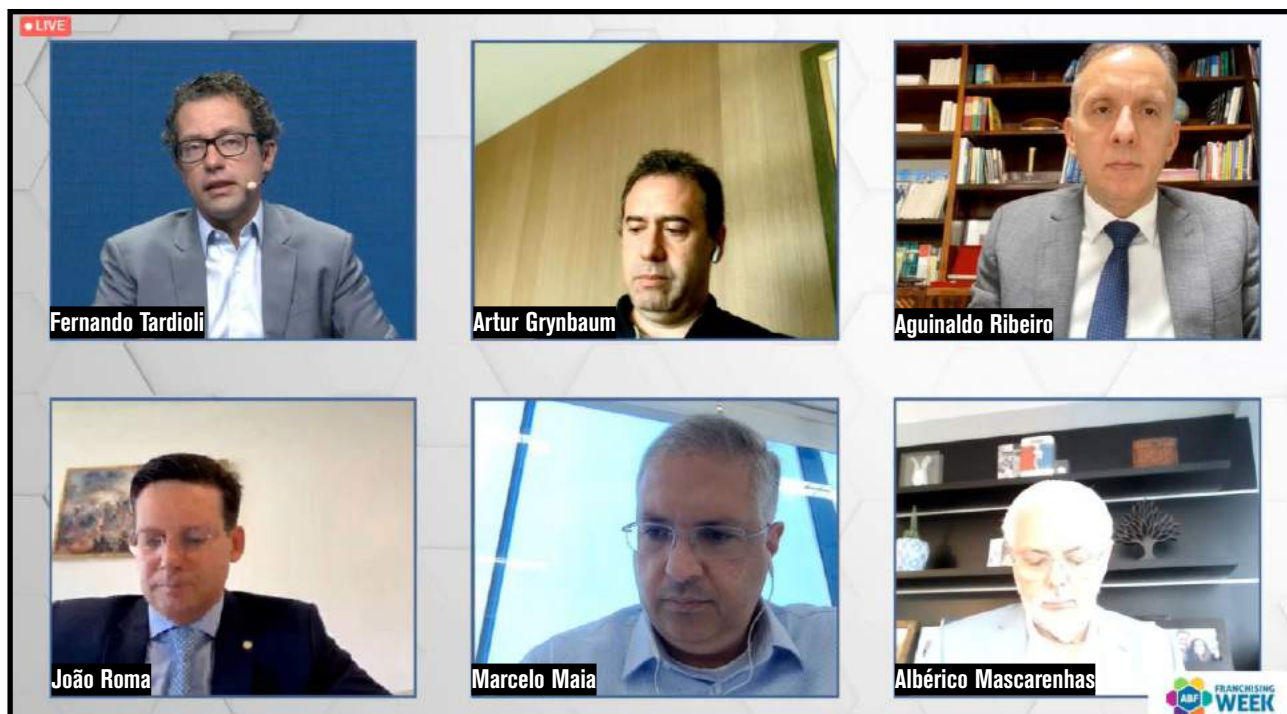 LIVE
Fernando Tardioli
Artur Grynbaum
Aguinaldo Ribeiro
João Roma
Marcelo Maia
Albérico Mascarenhas
ABF
FRANCHISING
WEEK